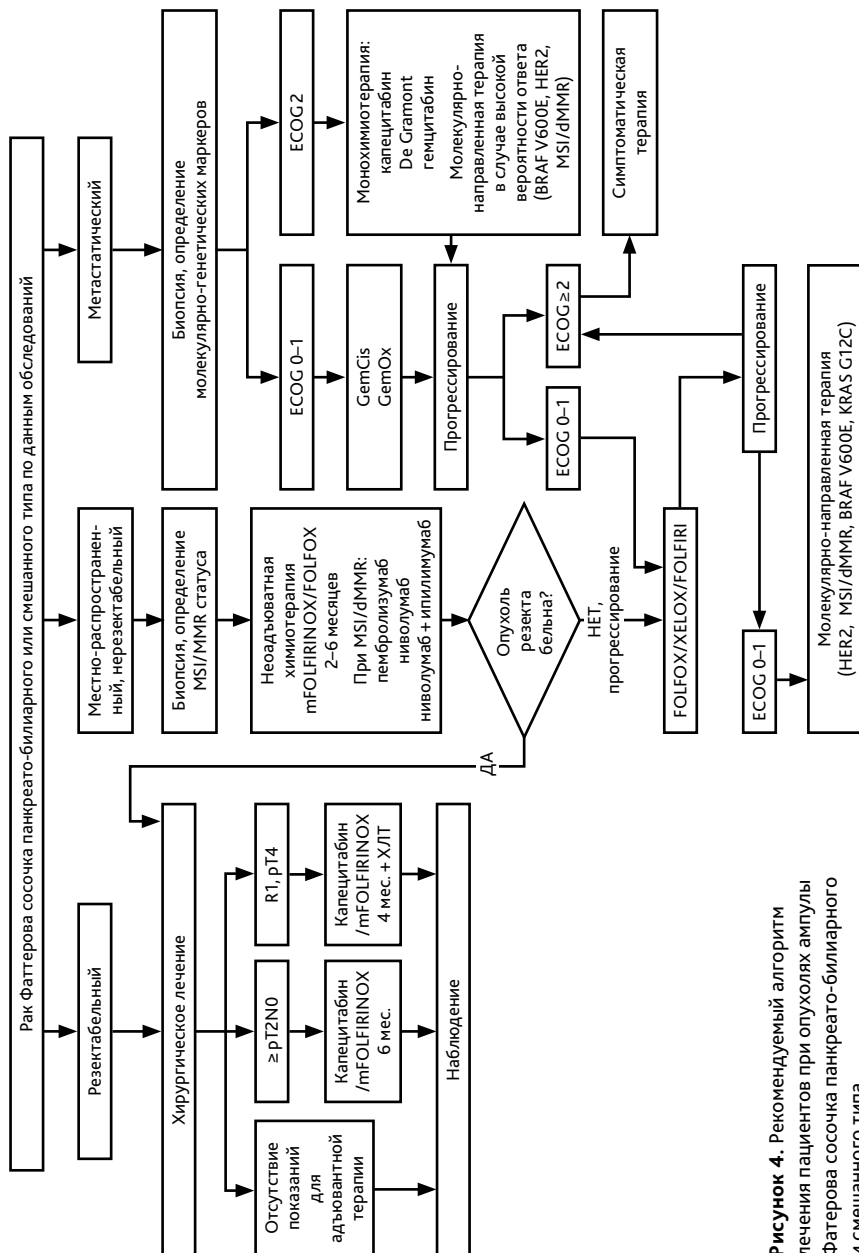 Рак Фаттерова сосочка панкреато-билиарного или смешанного типа по данным обследований
Резектабельный
Хирургическое лечение
Отсутствие
показаний
для
адъювантной
терапии
≥ pT2N0
Капецитабин
/mFOLFIRINOX
6 мес.
R1, pT4
Капецитабин
/mFOLFIRINOX
4 мес. + ХЛТ
Наблюдение
Местно-распространен-
ный, нерезектабельный
Биопсия, определение
MSI/MMR статуса
Неоадъюватная
химиотерапия
mFOLFIRINOX/FOLFOX
2–6 месяцев
При MSI/dMMR:
пембролизумаб
ниволумаб
ниволумаб + ипилимумаб
Опухоль
резекта
бельна?
ДА
НЕТ,
прогрессирование
FOLFOX/XELOX/FOLFIRI
Метастатический
Биопсия, определение
молекулярно-генетических маркеров
ECOG 0–1
GemCis
GemOx
Прогрессирование
ECOG 2
Монохимиотерапия:
капецитабин
De Gramont
гемцитабин
Молекулярно-
направленная терапия
в случае высокой
вероятности ответа
(BRAF V600E, HER2,
MSI/dMMR)
ECOG 0–1
ECOG ≥ 2
Симптоматическая
терапия
Прогрессирование
ECOG 0–1
Молекулярно-направленная терапия
(HER2, MSI/dMMR, BRAF V600E, KRAS G12C)
Рисунок 4. Рекомендуемый алгоритм
лечения пациентов при опухолях ампулы
Фатерова сосочка панкреато-билиарного
и смешанного типа